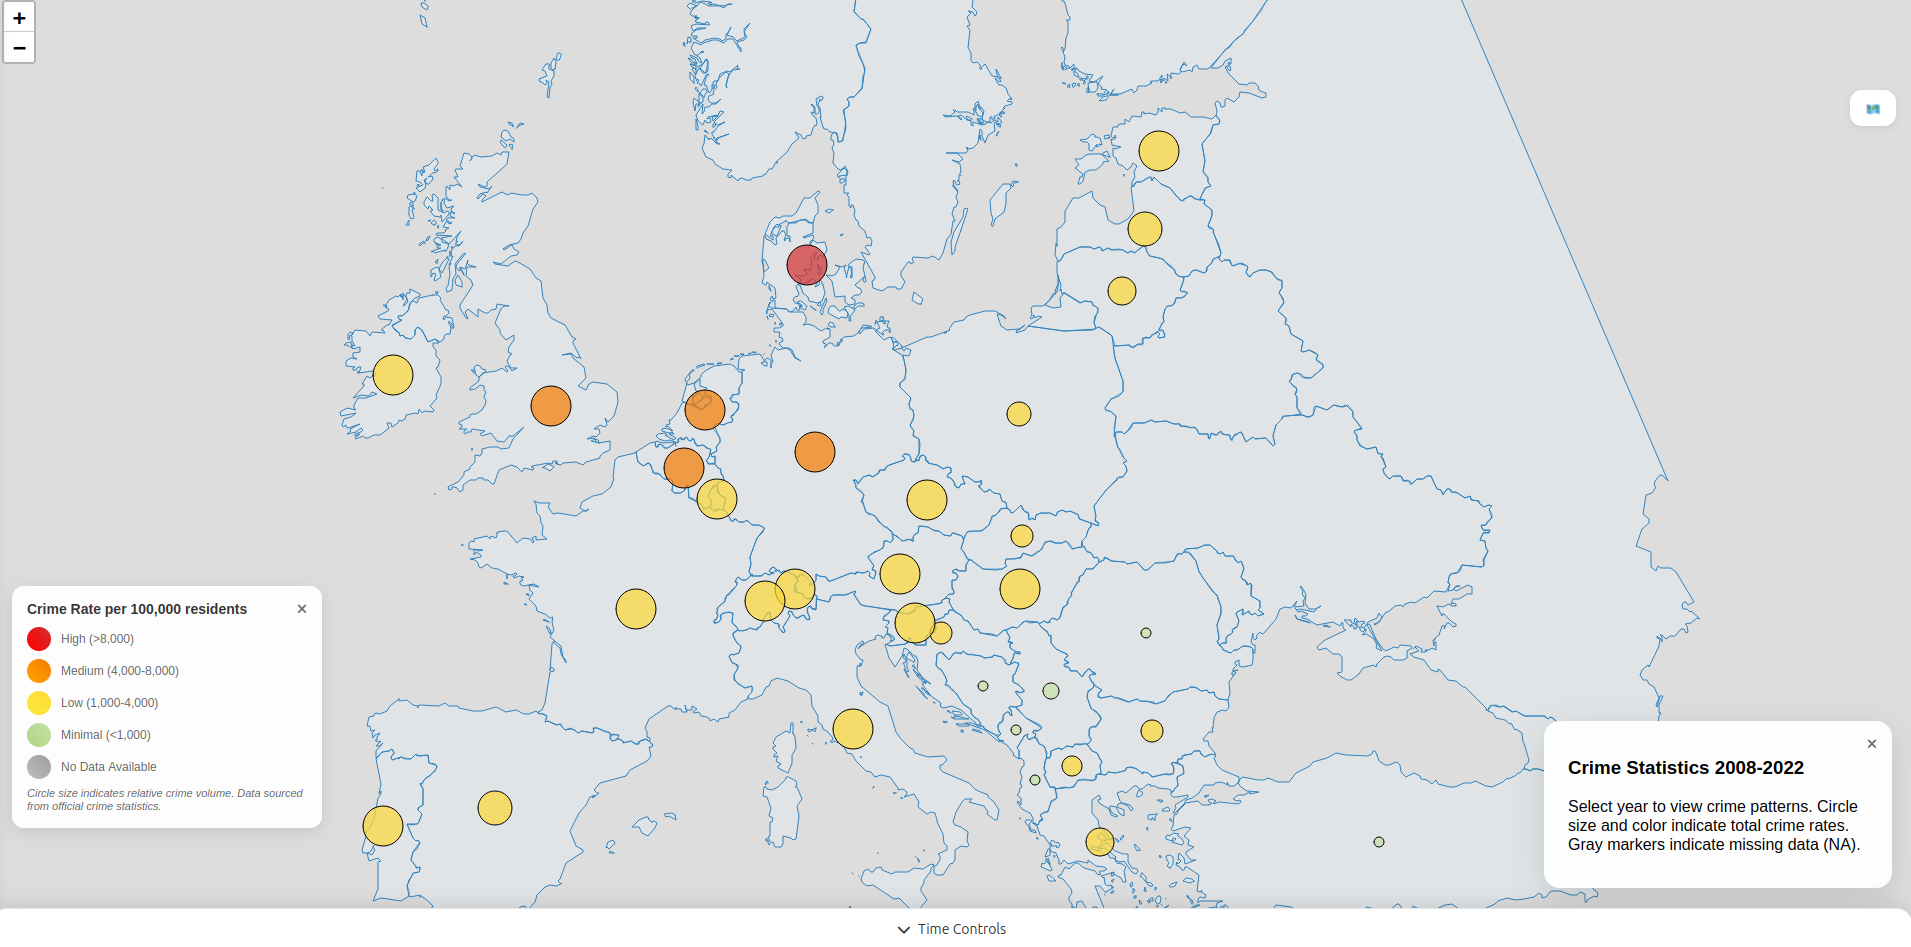 +
−
Crime Rate per 100,000 residents ×
High (>8,000)
Medium (4,000-8,000)
Low (1,000-4,000)
Minimal (<1,000)
No Data Available
Circle size indicates relative crime volume. Data sourced
from official crime statistics.
×
Crime Statistics 2008-2022
Select year to view crime patterns. Circle
size and color indicate total crime rates.
Gray markers indicate missing data (NA).
Time Controls